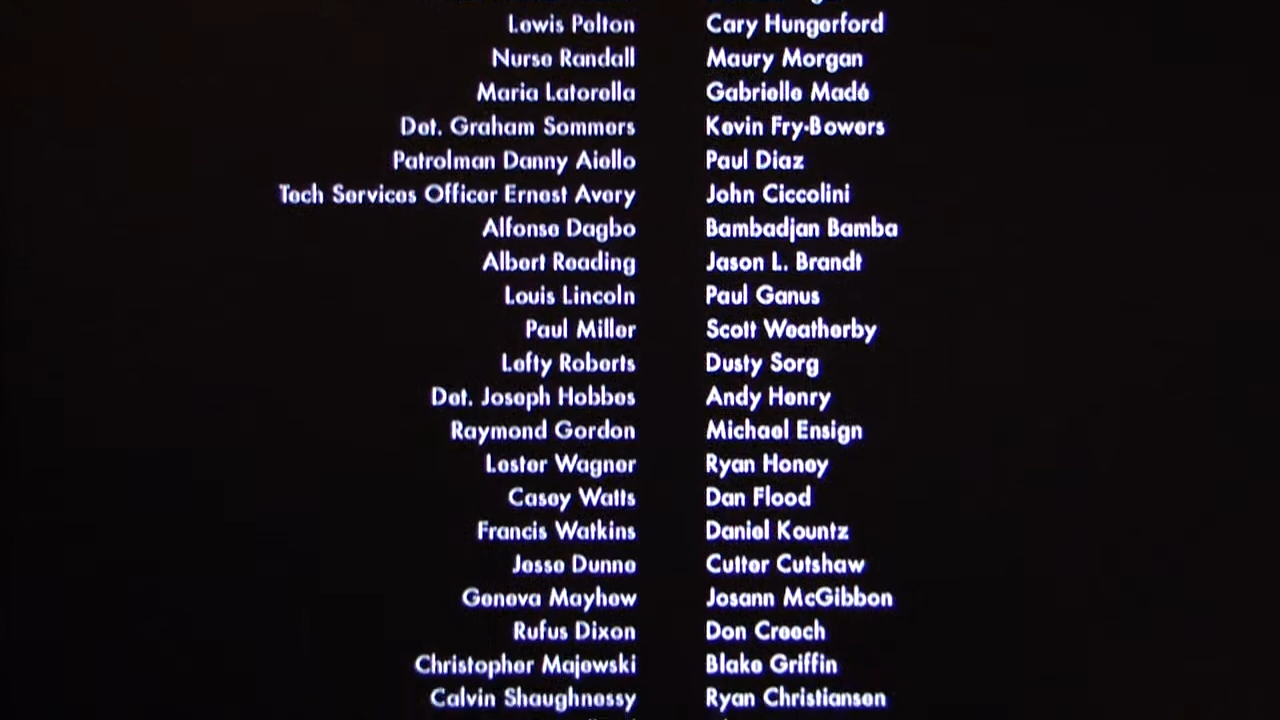 Lewis Pelton Cary Hungerford
Nurse Randall Maury Morgan
Maria Latorella Gabrielle Madé
Det. Graham Sommers Kevin Fry-Bowers
Patrolman Danny Aiello Paul Diaz
Tech Services Officer Ernest Avery John Ciccolini
Alfonse Dagbo Bambadjan Bamba
Albert Reading Jason L. Brandt
Louis Lincoln Paul Ganus
Paul Miller Scott Weatherby
Lefty Roberts Dusty Sorg
Det. Joseph Hobbes Andy Henry
Raymond Gordon Michael Ensign
Lester Wagner Ryan Honey
Casey Watts Dan Flood
Francis Watkins Daniel Kountz
Jesse Dunne Cutter Cutshaw
Geneva Mayhew Josann McGibbon
Rufus Dixon Don Creech
Christopher Majewski Blake Griffin
Calvin Shaughnessy Ryan Christiansen